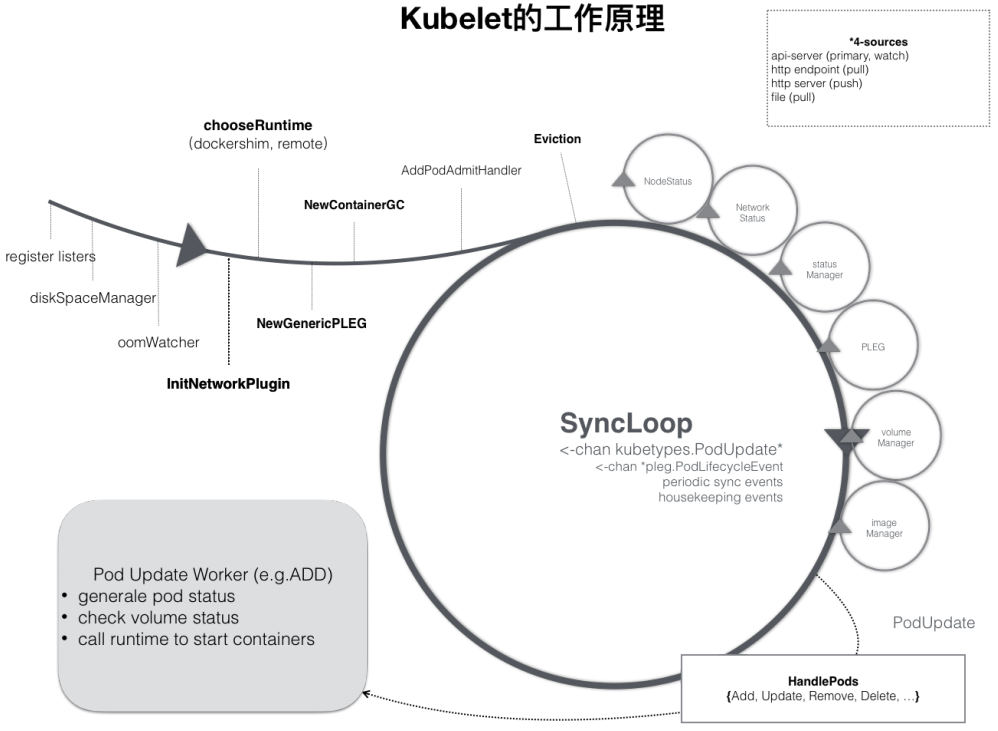 Kubelet的工作原理
*4-sources
api-server (primary, watch)
http endpoint (pull)
http server (push)
file (pull)
chooseRuntime
(dockershim, remote)
Eviction
AddPodAdmitHandler
NewContainerGC
NodeStatus
Network
Status
register listers
status
Manager
diskSpaceManager
NewGenericPLEG
oomWatcher
PLEG
InitNetworkPlugin
SyncLoop
<-chan kubetypes.PodUpdate*
<-chan *pleg.PodLifecycleEvent
periodic sync events
housekeeping events
volume
Manager
image
Manager
Pod Update Worker (e.g.ADD)
• generale pod status
• check volume status
• call runtime to start containers
PodUpdate
HandlePods
{Add, Update, Remove, Delete, …}